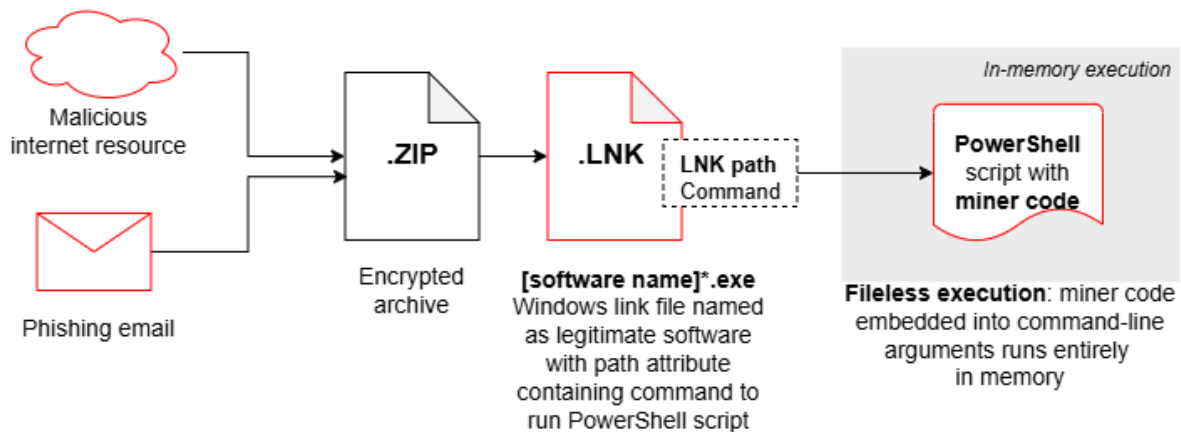 Malicious
internet resource
Phishing email
.ZIP
Encrypted
archive
.LNK
LNK path
Command
[software name]*.exe
Windows link file named
as legitimate software
with path attribute
containing command to
run PowerShell script
In-memory execution
PowerShell
script with
miner code
Fileless execution: miner code
embedded into command-line
arguments runs entirely
in memory